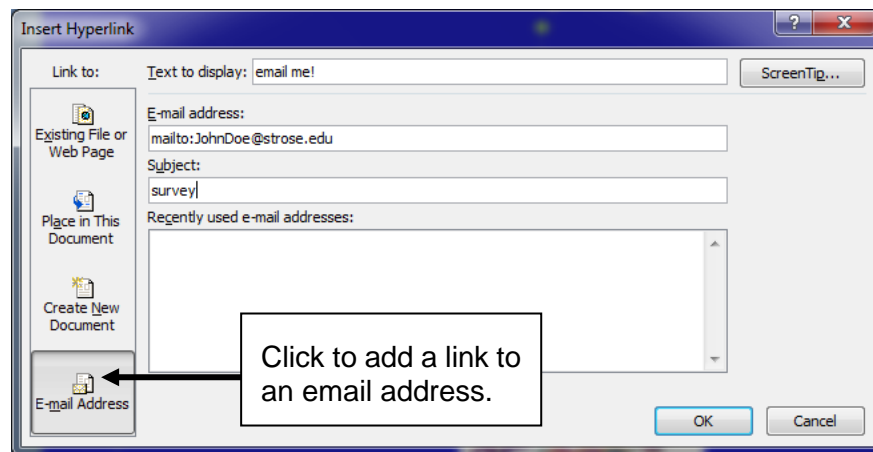 Insert Hyperlink
?
X
Link to:
Text to display: email me!
ScreenTip...
Existing File or
Web Page
E-mail address:
mailto:JohnDoe@strose.edu
Subject:
survey
Place in This
Document
Recently used e-mail addresses:
Create New
Document
Click to add a link to
an email address.
E-mail Address
OK
Cancel